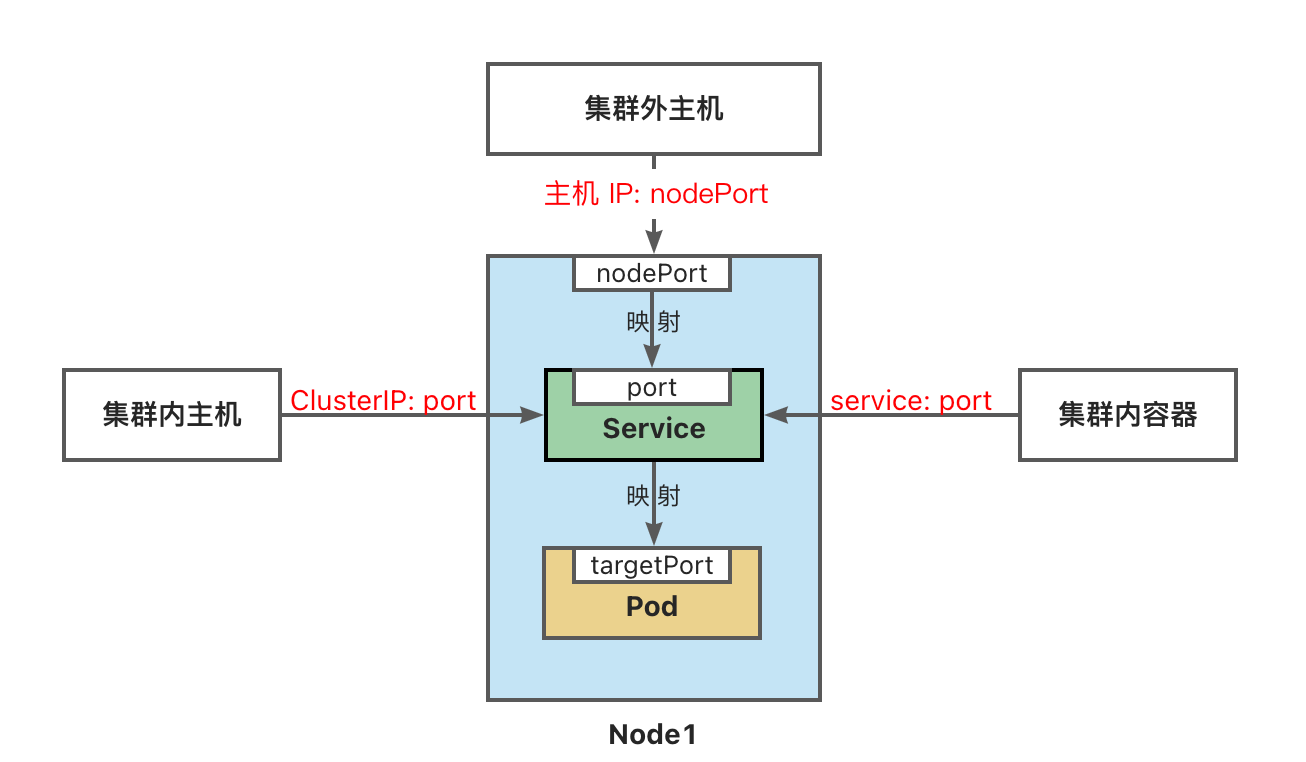 集群外主机
主机 IP: nodePort
nodePort
映射
集群内主机
ClusterIP: port
port
Service
service: port
集群内容器
映射
targetPort
Pod
Node1